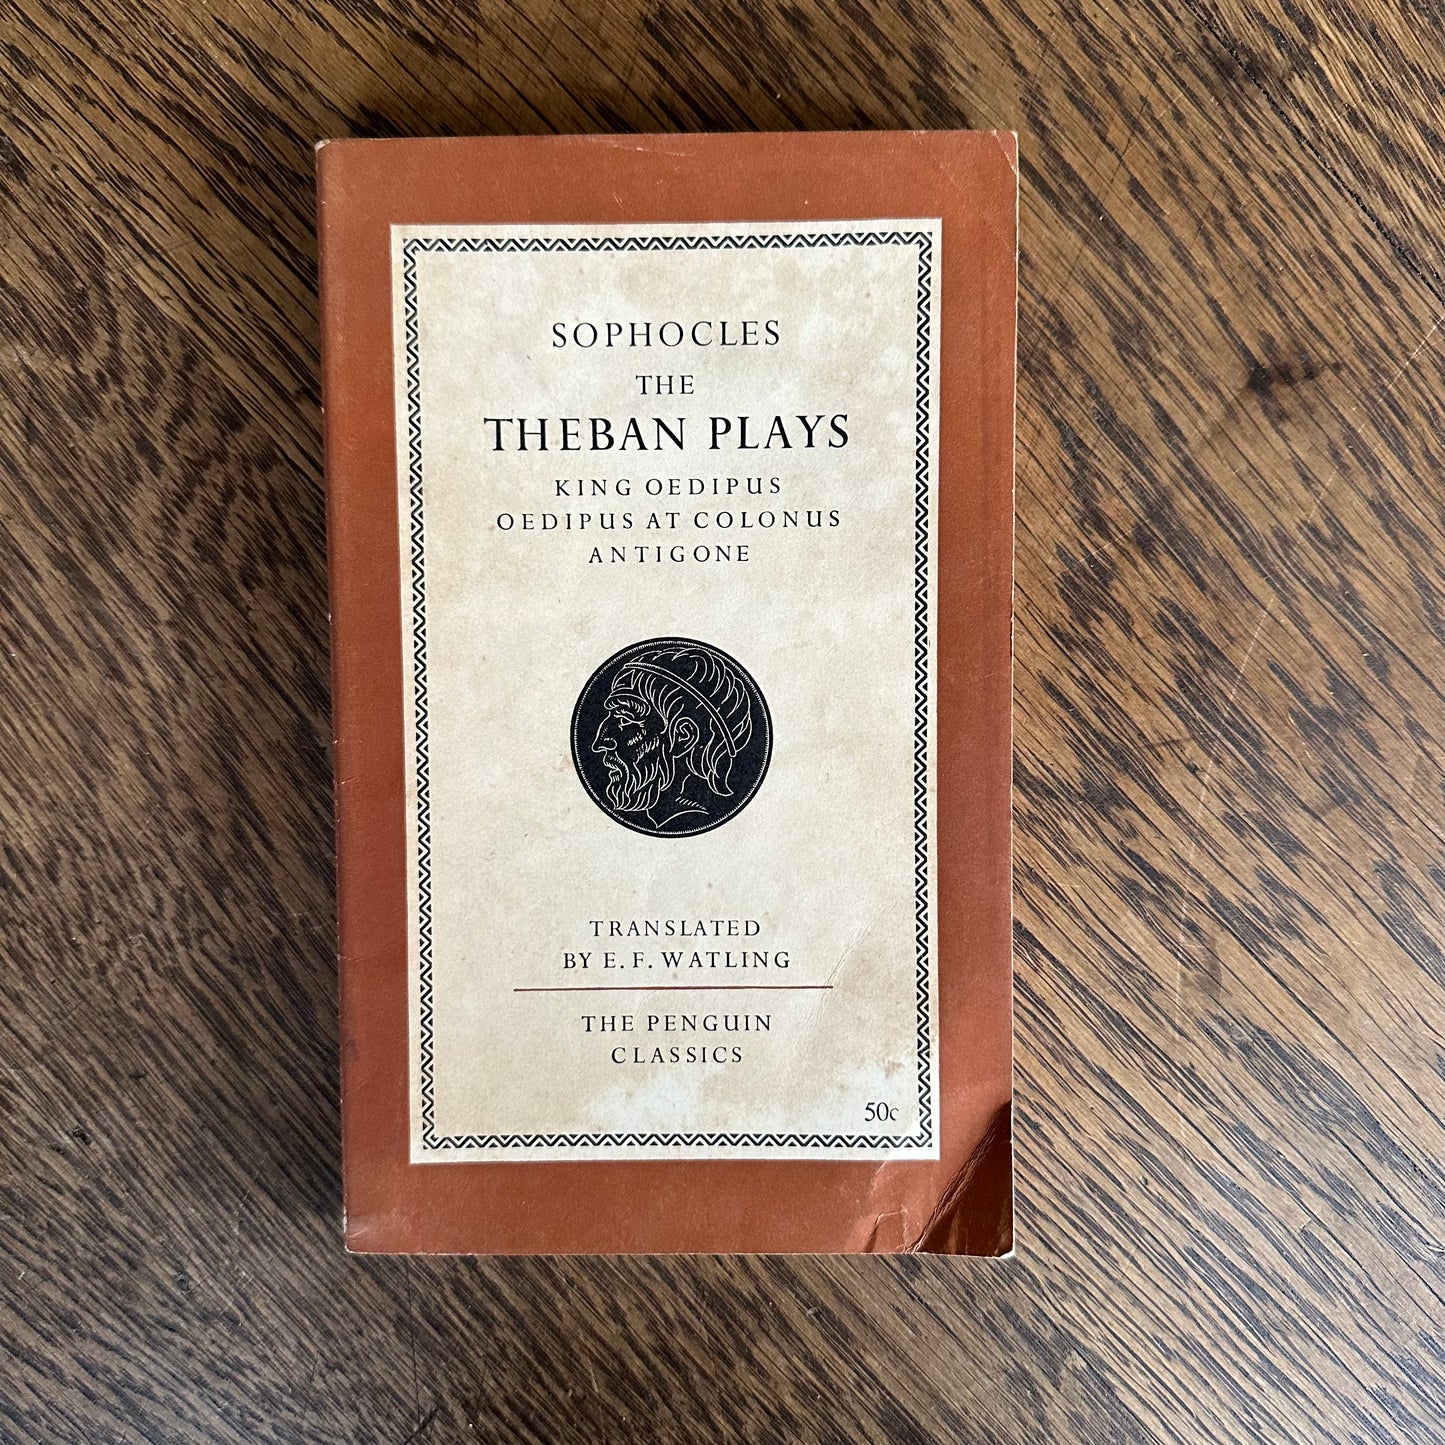 SOPHOCLES
THE
THEBAN PLAYS
KING OEDIPUS
OEDIPUS AT COLONUS
ANTIGONE
TRANSLATED
BY E. F. WATLING
THE PENGUIN
CLASSICS
50c